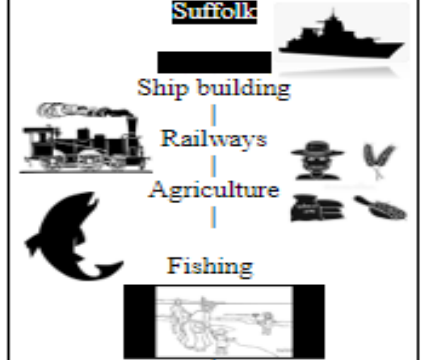 Suffolk
Ship building
Railways
Agriculture
Fishing